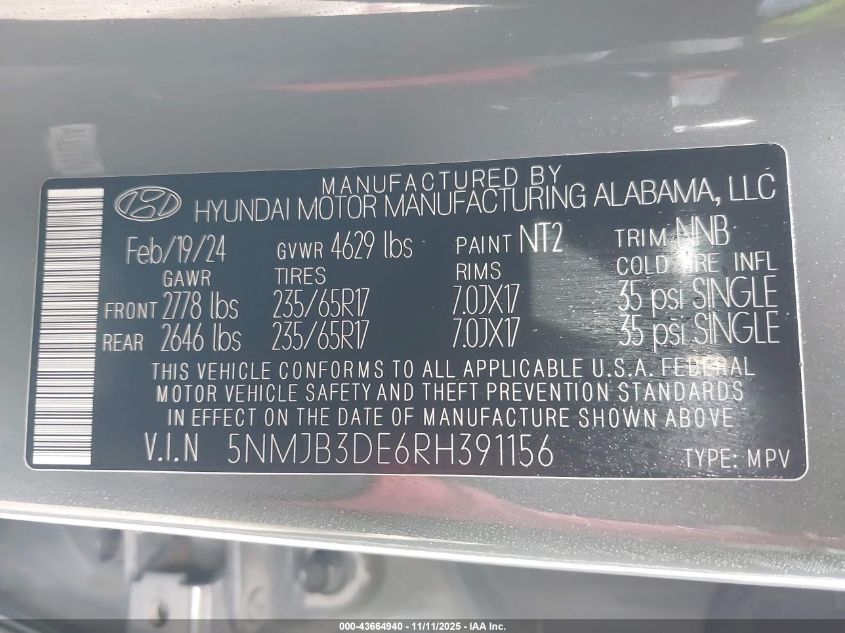 MANUFACTURED BY
HYUNDAI MOTOR MANUFACTURING ALABAMA, LLC
Feb/19/24 GVWR 4629 lbs PAINT NT2 TRIM NNB
GAWR TIRES RIMS COLD TIRE INFL
FRONT 2778 lbs 235/65R17 7.0JX17 35 psi SINGLE
REAR 2646 lbs 235/65R17 7.0JX17 35 psi SINGLE
THIS VEHICLE CONFORMS TO ALL APPLICABLE U.S.A. FEDERAL
MOTOR VEHICLE SAFETY AND THEFT PREVENTION STANDARDS
IN EFFECT ON THE DATE OF MANUFACTURE SHOWN ABOVE
V.I.N 5NMJB3DE6RH391156 TYPE: MPV
000-43664940 - 11/11/2025 - IAA Inc.